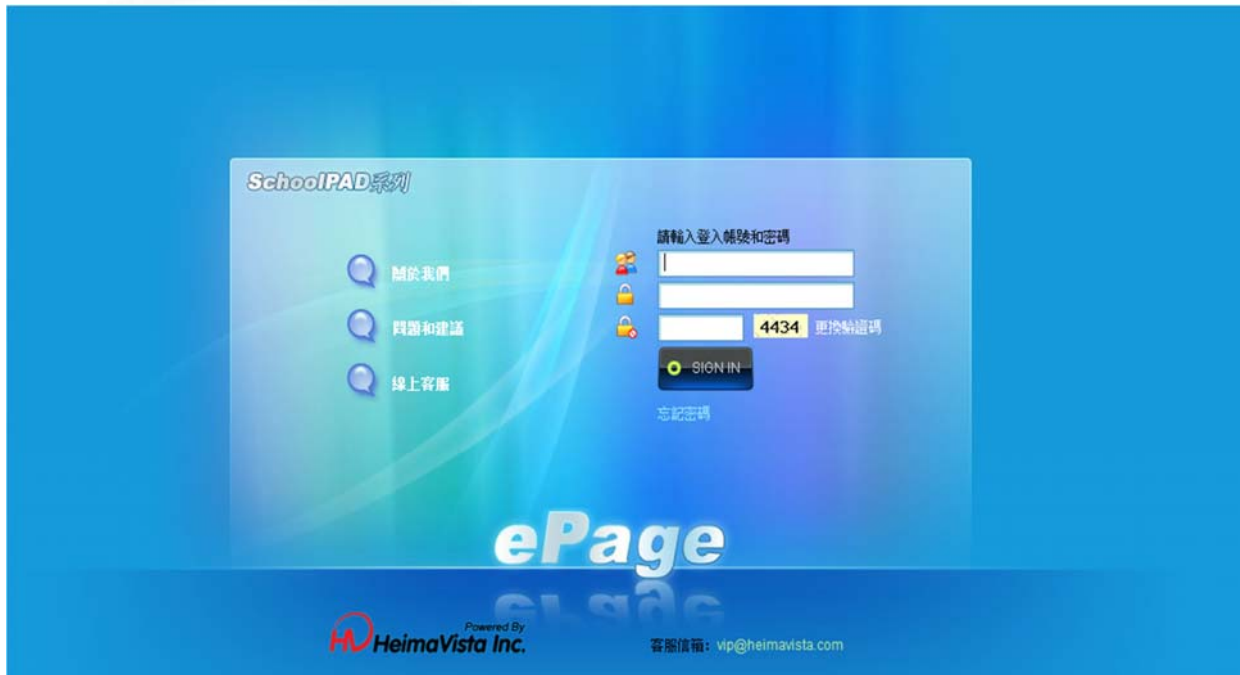 SchoolPAD系列
關於我們
問題和建議
線上客服
請輸入登入帳號和密碼
4434 更換驗證碼
SIGN IN
忘記密碼
ePage
Powered By
HeimaVista Inc.
客服信箱：vip@heimavista.com